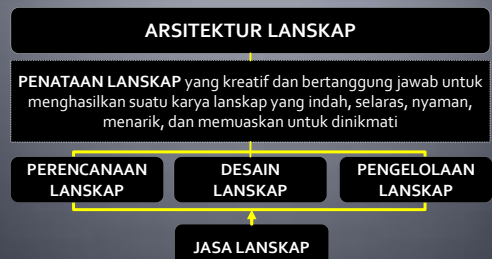 ARSITEKTUR LANSKAP
PENATAAN LANSKAP yang kreatif dan bertanggung jawab untuk
menghasilkan suatu karya lanskap yang indah, selaras, nyaman,
menarik, dan memuaskan untuk dinikmati
PERENCANAAN
LANSKAP
DESAIN
LANSKAP
PENGELOLAAN
LANSKAP
JASA LANSKAP